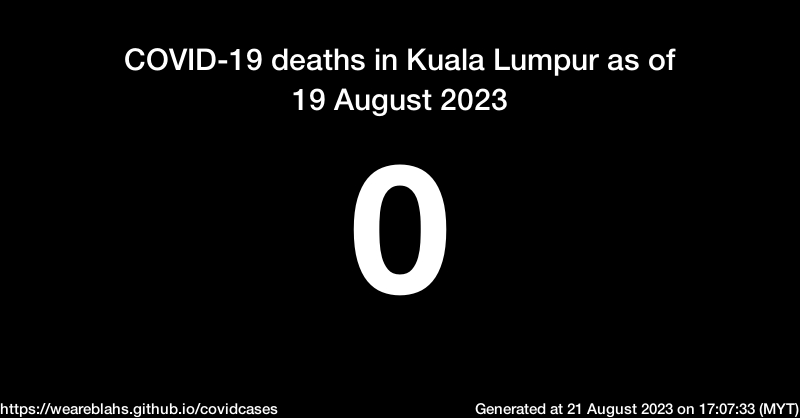 COVID-19 deaths in Kuala Lumpur as of
19 August 2023
0
https://weareblahs.github.io/covidcases
Generated at 21 August 2023 on 17:07:33 (MYT)